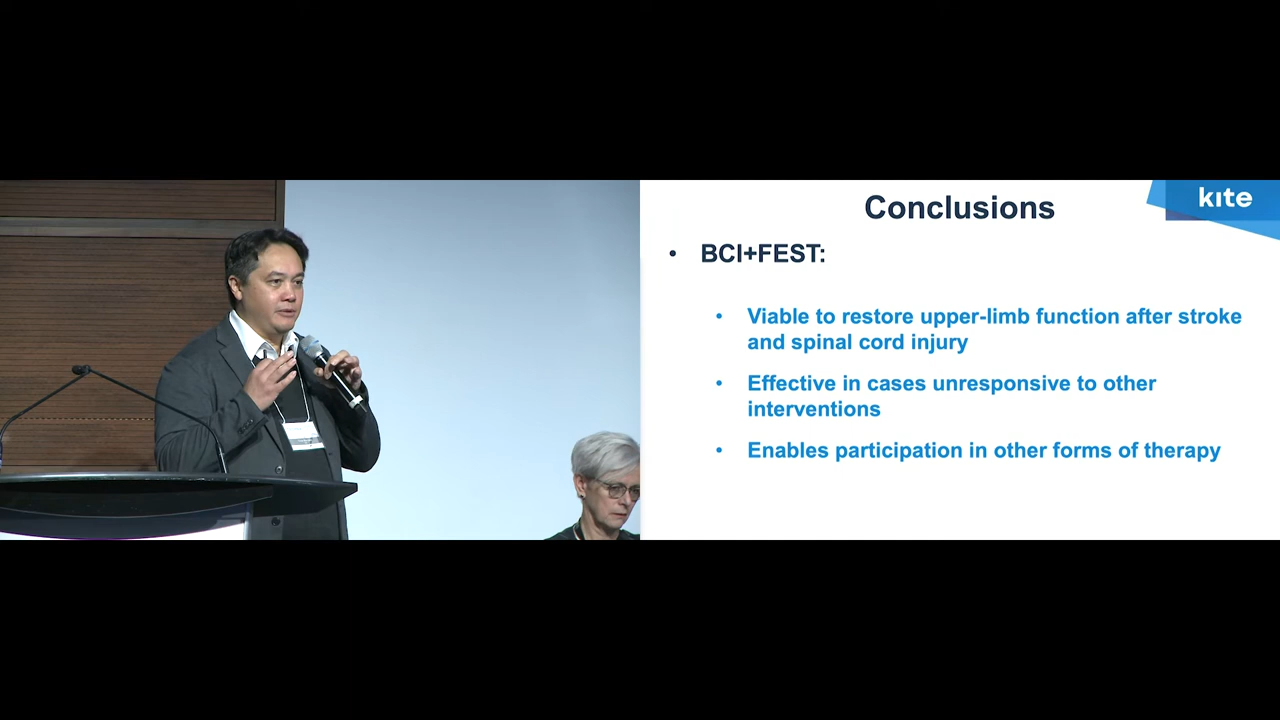 Conclusions
kıte
• BCI+FEST:
• Viable to restore upper-limb function after stroke
and spinal cord injury
• Effective in cases unresponsive to other
interventions
• Enables participation in other forms of therapy